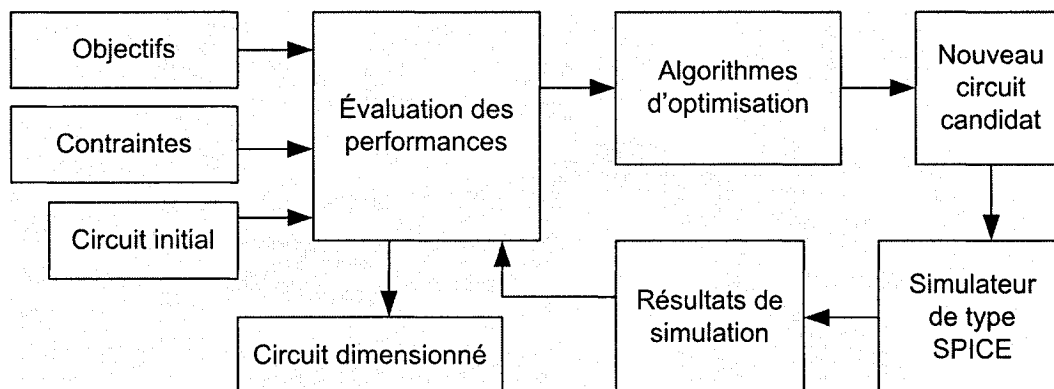 Objectifs
Contraintes
Circuit initial
Évaluation des
performances
Algorithmes
d'optimisation
Nouveau
circuit
candidat
Circuit dimensionné
Résultats de
simulation
Simulateur
de type
SPICE